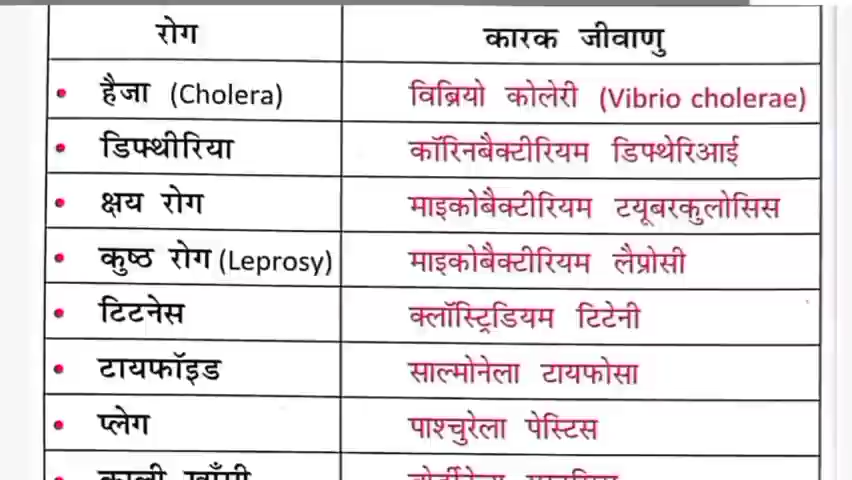 रोग कारक जीवाणु
• हैजा (Cholera) विब्रियो कोलेरी (Vibrio cholerae)
• डिफ्थीरिया कॉरिनबैक्टीरियम डिफ्थेरिआई
• क्षय रोग माइकोबैक्टीरियम टयूबरकुलोसिस
• कुष्ठ रोग (Leprosy) माइकोबैक्टीरियम लैप्रोसी
• टिटनेस क्लॉस्ट्रिडियम टिटेनी
• टायफॉइड साल्मोनेला टायफोसा
• प्लेग पाश्चुरेला पेस्टिस
• काली खाँसी